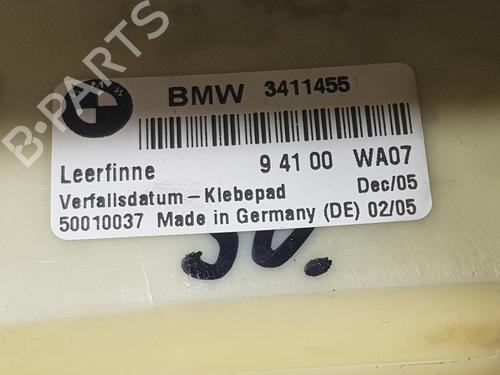 BMW 3411455
Leerfinne 9 41 00 WA07
Verfallsdatum - Klebepad Dec/05
50010037 Made in Germany (DE) 02/05
B-PARTS